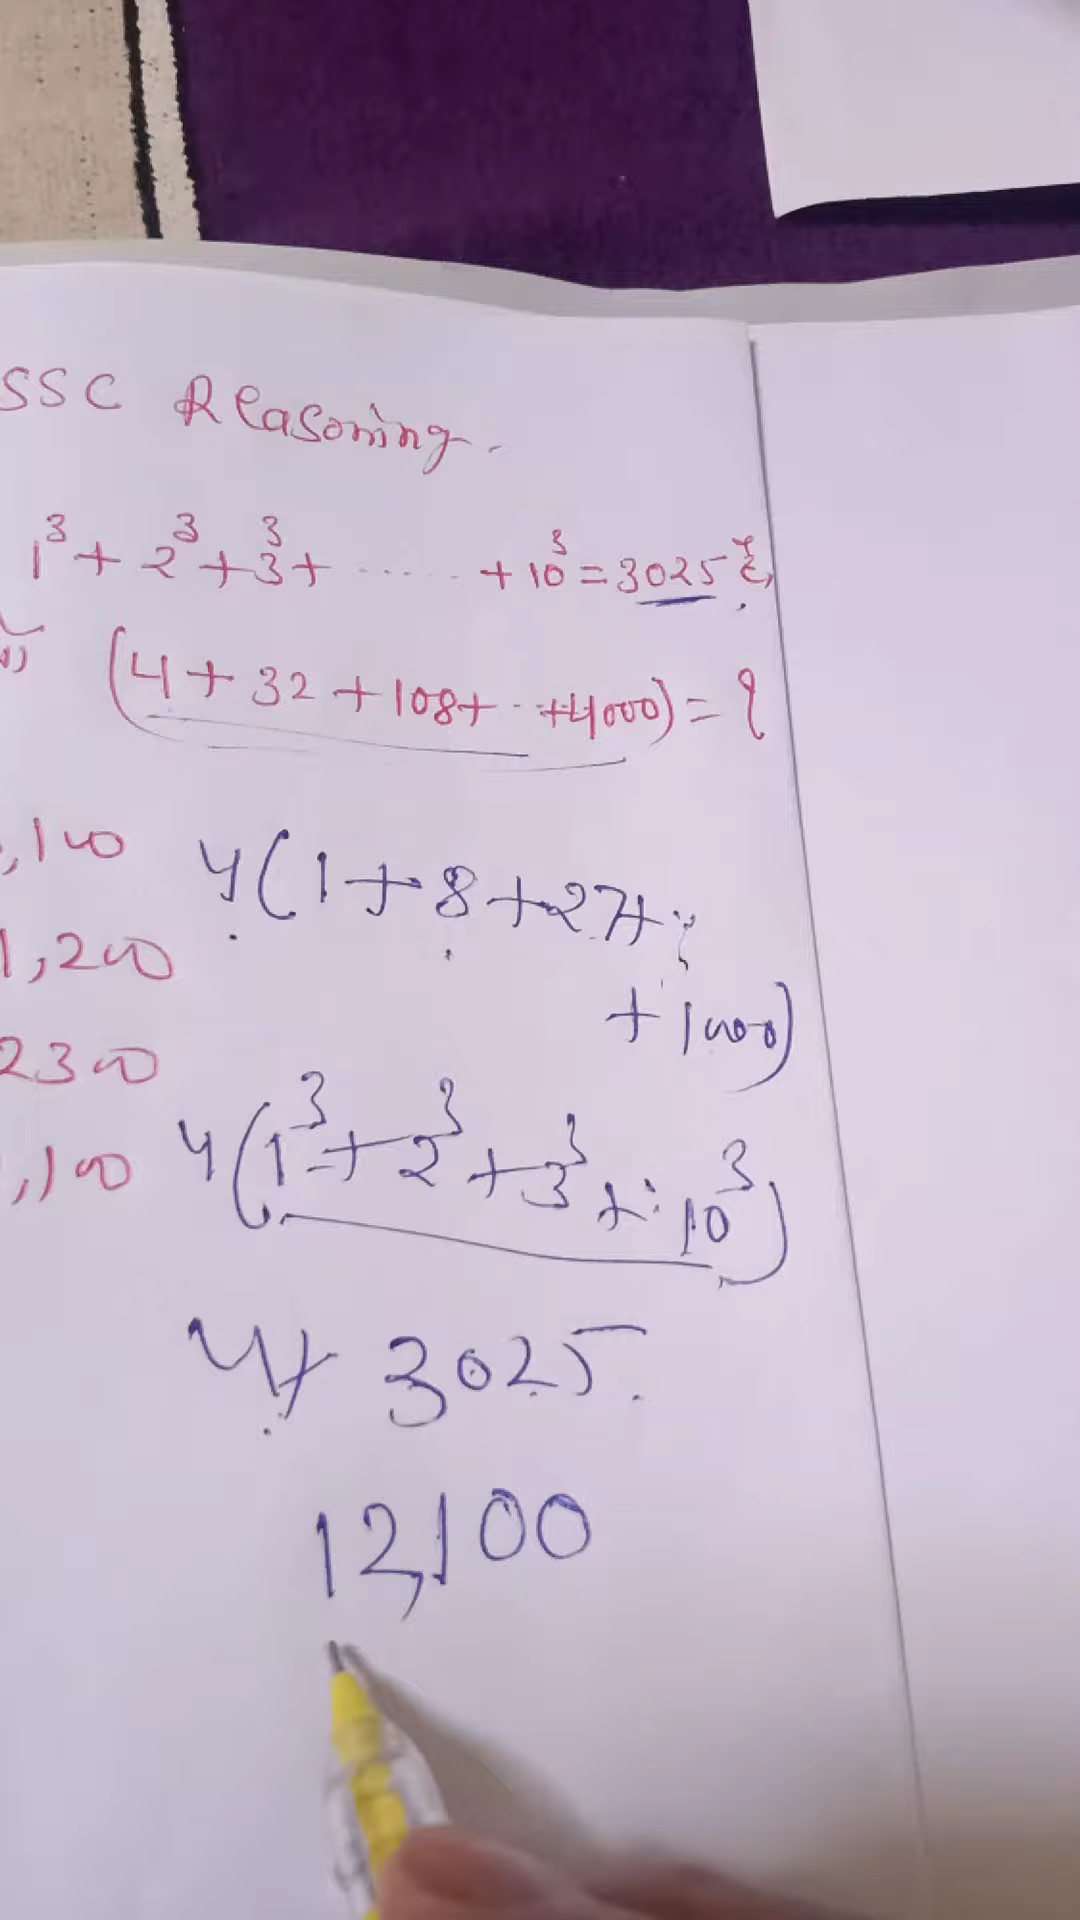 SSC Reasoning.
1³ + 2³ + 3³ + ..... + 10³ = 3025
(4 + 32 + 108 + ... + 4000) = ?
,100
4(1 + 8 + 27 + :
1,200
+ 1000)
2300
4(1³ + 2³ + 3³ + : 10³)
,100
4 × 3025.
12,100